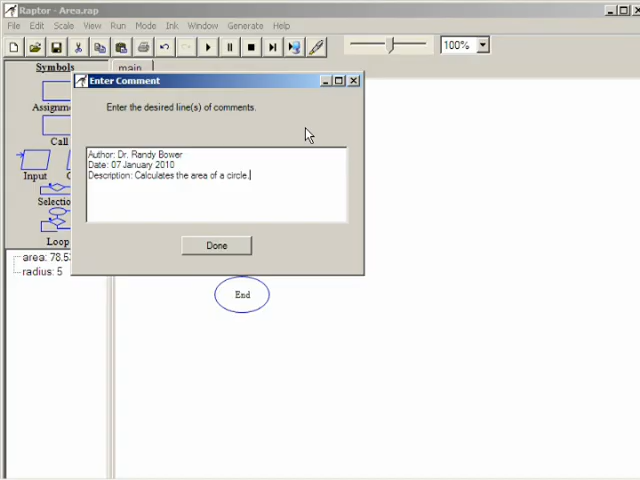 Raptor - Area.rap
File Edit Scale View Run Mode Ink Window Generate Help
100%
Symbols
main
Enter Comment
Enter the desired line(s) of comments.
Author: Dr. Randy Bower
Date: 07 January 2010
Description: Calculates the area of a circle.
Done
Call
Input
Loop
area: 78.5
radius: 5
End